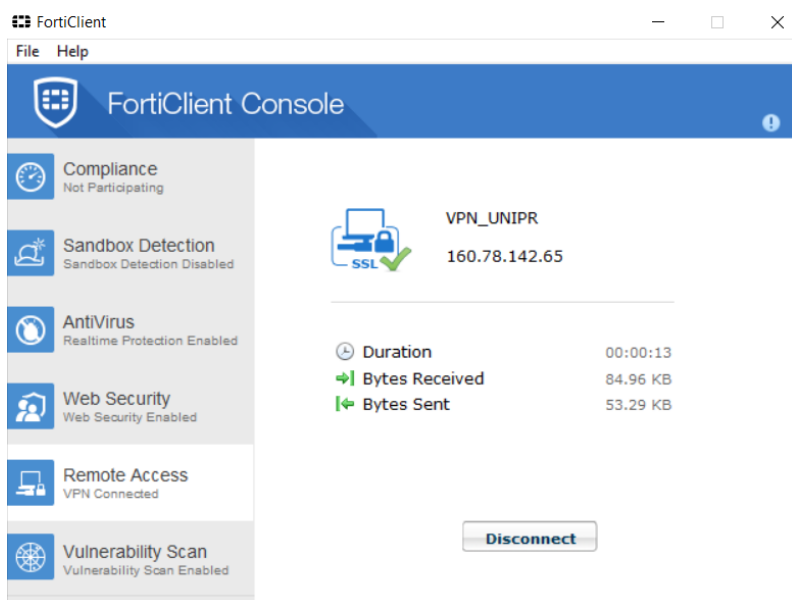 FortiClient
File Help
FortiClient Console
Compliance
Not Participating
Sandbox Detection
Sandbox Detection Disabled
AntiVirus
Realtime Protection Enabled
Web Security
Web Security Enabled
Remote Access
VPN Connected
Vulnerability Scan
Vulnerability Scan Enabled
SSL
VPN_UNIPR
160.78.142.65
Duration 00:00:13
Bytes Received 84.96 KB
Bytes Sent 53.29 KB
Disconnect